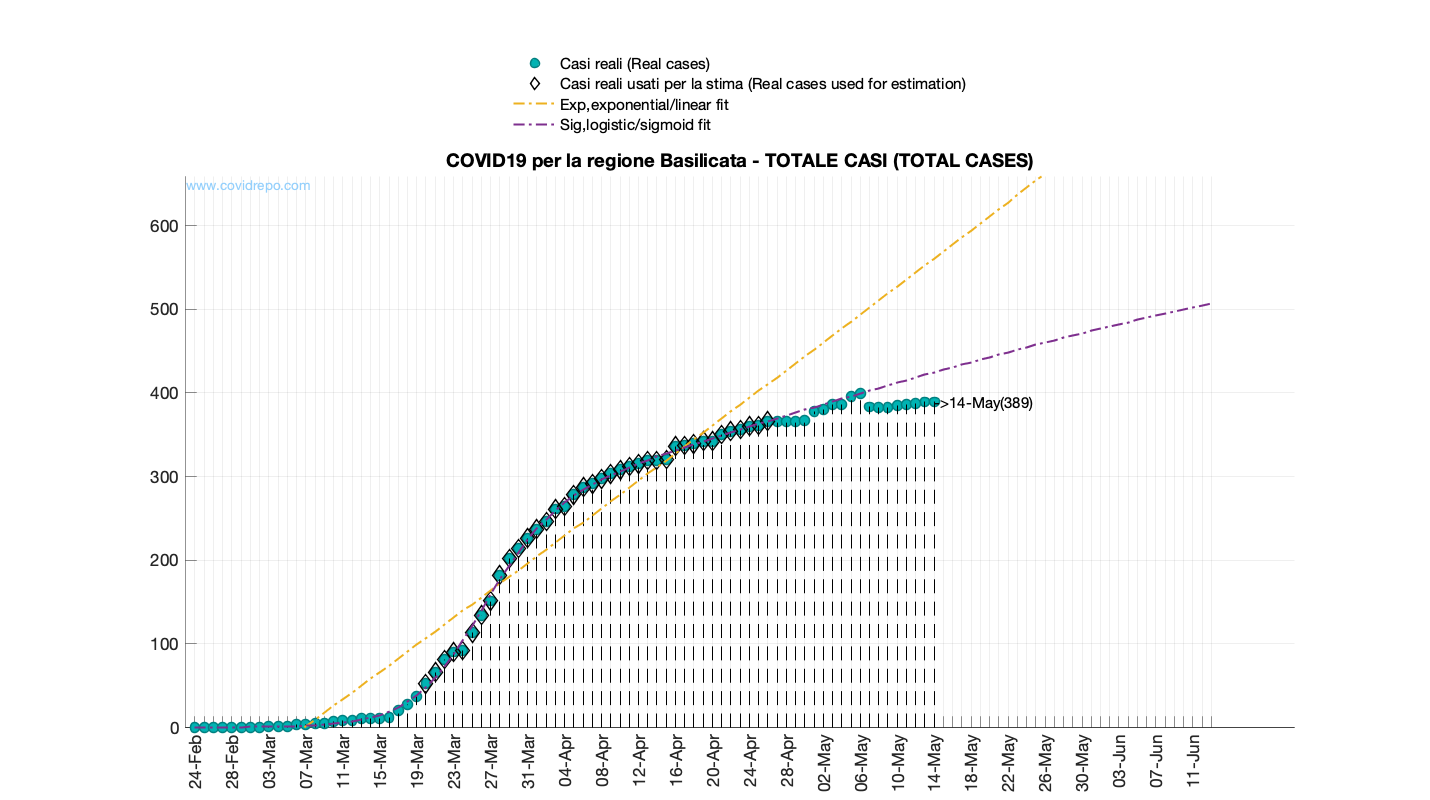 Casi reali (Real cases)
Casi reali usati per la stima (Real cases used for estimation)
Exp,exponential/linear fit
Sig,logistic/sigmoid fit
COVID19 per la regione Basilicata - TOTALE CASI (TOTAL CASES)
www.covidrepo.com
600
500
400
300
200
100
0
>14-May(389)
24-Feb
28-Feb
03-Mar
07-Mar
11-Mar
15-Mar
19-Mar
23-Mar
27-Mar
31-Mar
04-Apr
08-Apr
12-Apr
16-Apr
20-Apr
24-Apr
28-Apr
02-May
06-May
10-May
14-May
18-May
22-May
26-May
30-May
03-Jun
07-Jun
11-Jun